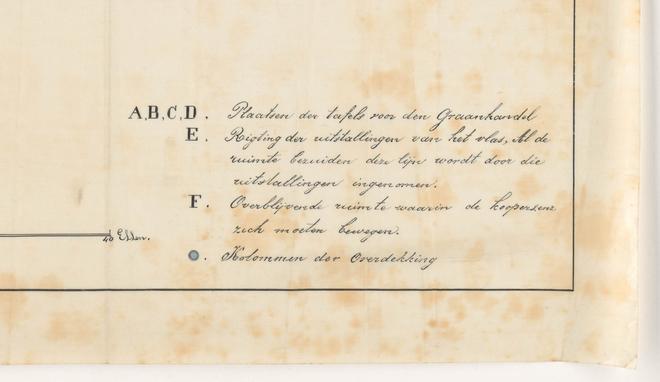 A,B,C,D. Plaatsen der tafels voor den Graanhandel
E. Rigting der uitstallingen van het vlas, Al de
ruimte bezuiden deze lijn wordt door die
uitstallingen ingenomen.
F. Overblijvende ruimte waarin de koopers enz
zich moeten bewegen.
40 Ellen.
. Kolommen der Overdekking